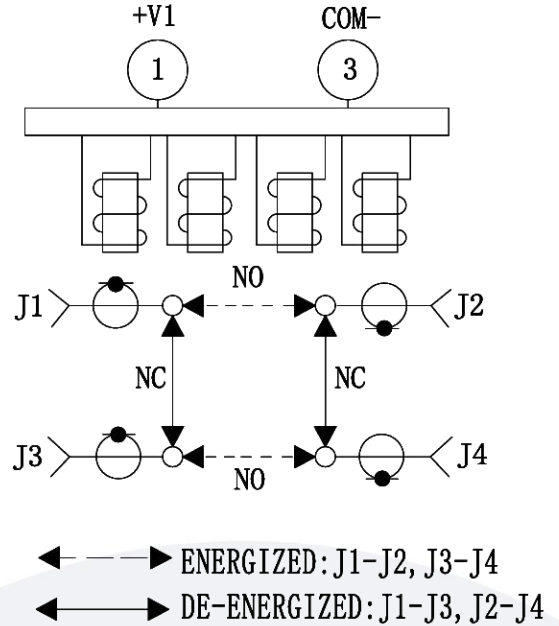 +V1 COM-
1 3
NO
J1 J2
NC NC
J3 J4
NO
ENERGIZED:J1-J2,J3-J4
DE-ENERGIZED:J1-J3,J2-J4